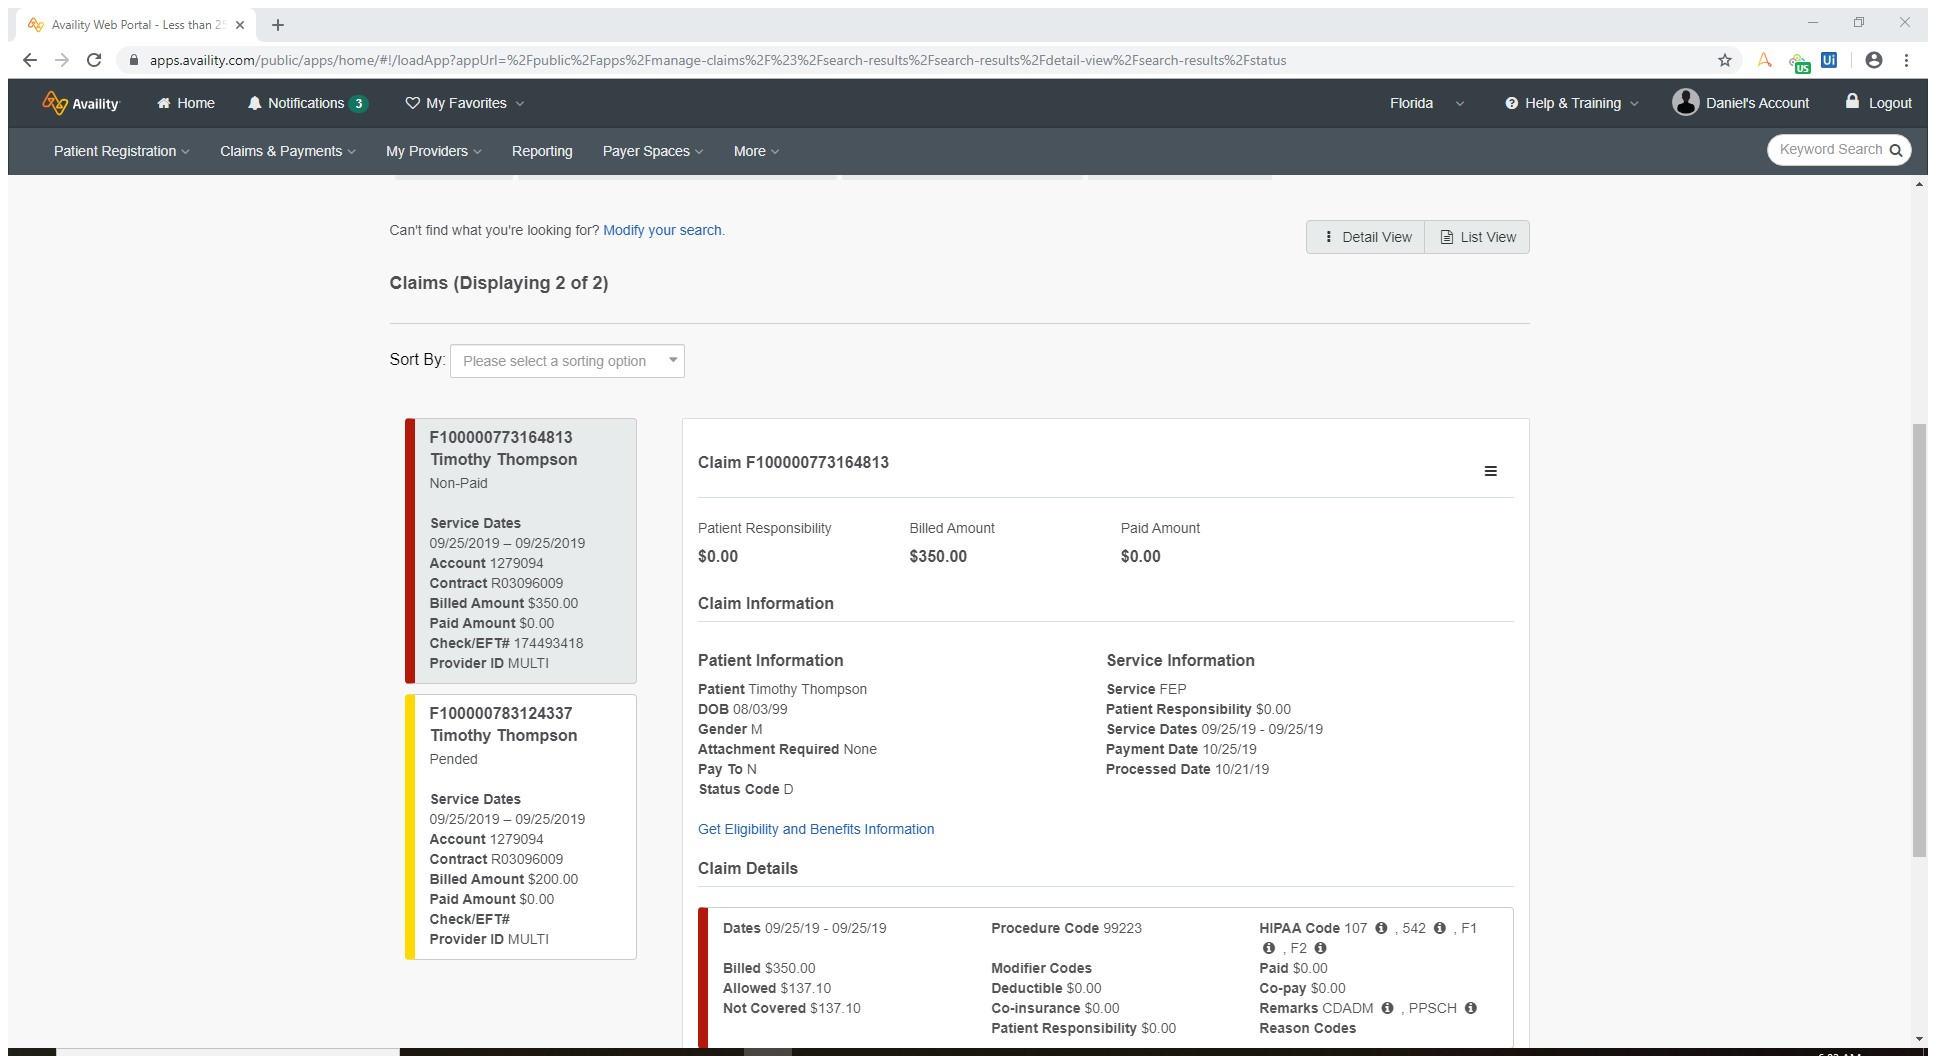 Availity Web Portal - Less than 25
apps.availity.com/public/apps/home/#!/loadApp?appUrl=%2Fpublic%2Fapps%2Fmanage-claims%2F%23%2Fsearch-results%2Fsearch-results%2Fdetail-view%2Fsearch-results%2Fstatus
US
Ui
Availity Home Notifications 3 My Favorites Florida Help & Training Daniel's Account Logout
Patient Registration Claims & Payments My Providers Reporting Payer Spaces More Keyword Search
Can't find what you're looking for? Modify your search.
Detail View List View
Claims (Displaying 2 of 2)
Sort By: Please select a sorting option
F100000773164813
Timothy Thompson
Non-Paid
Service Dates
09/25/2019 – 09/25/2019
Account 1279094
Contract R03096009
Billed Amount $350.00
Paid Amount $0.00
Check/EFT# 174493418
Provider ID MULTI
F100000783124337
Timothy Thompson
Pended
Service Dates
09/25/2019 – 09/25/2019
Account 1279094
Contract R03096009
Billed Amount $200.00
Paid Amount $0.00
Check/EFT#
Provider ID MULTI
Claim F100000773164813
Patient Responsibility Billed Amount Paid Amount
$0.00 $350.00 $0.00
Claim Information
Patient Information
Patient Timothy Thompson
DOB 08/03/99
Gender M
Attachment Required None
Pay To N
Status Code D
Service Information
Service FEP
Patient Responsibility $0.00
Service Dates 09/25/19 - 09/25/19
Payment Date 10/25/19
Processed Date 10/21/19
Get Eligibility and Benefits Information
Claim Details
Dates 09/25/19 - 09/25/19
Billed $350.00
Allowed $137.10
Not Covered $137.10
Procedure Code 99223
Modifier Codes
Deductible $0.00
Co-insurance $0.00
Patient Responsibility $0.00
HIPAA Code 107 , 542 , F1
, F2
Paid $0.00
Co-pay $0.00
Remarks CDADM , PPSCH
Reason Codes